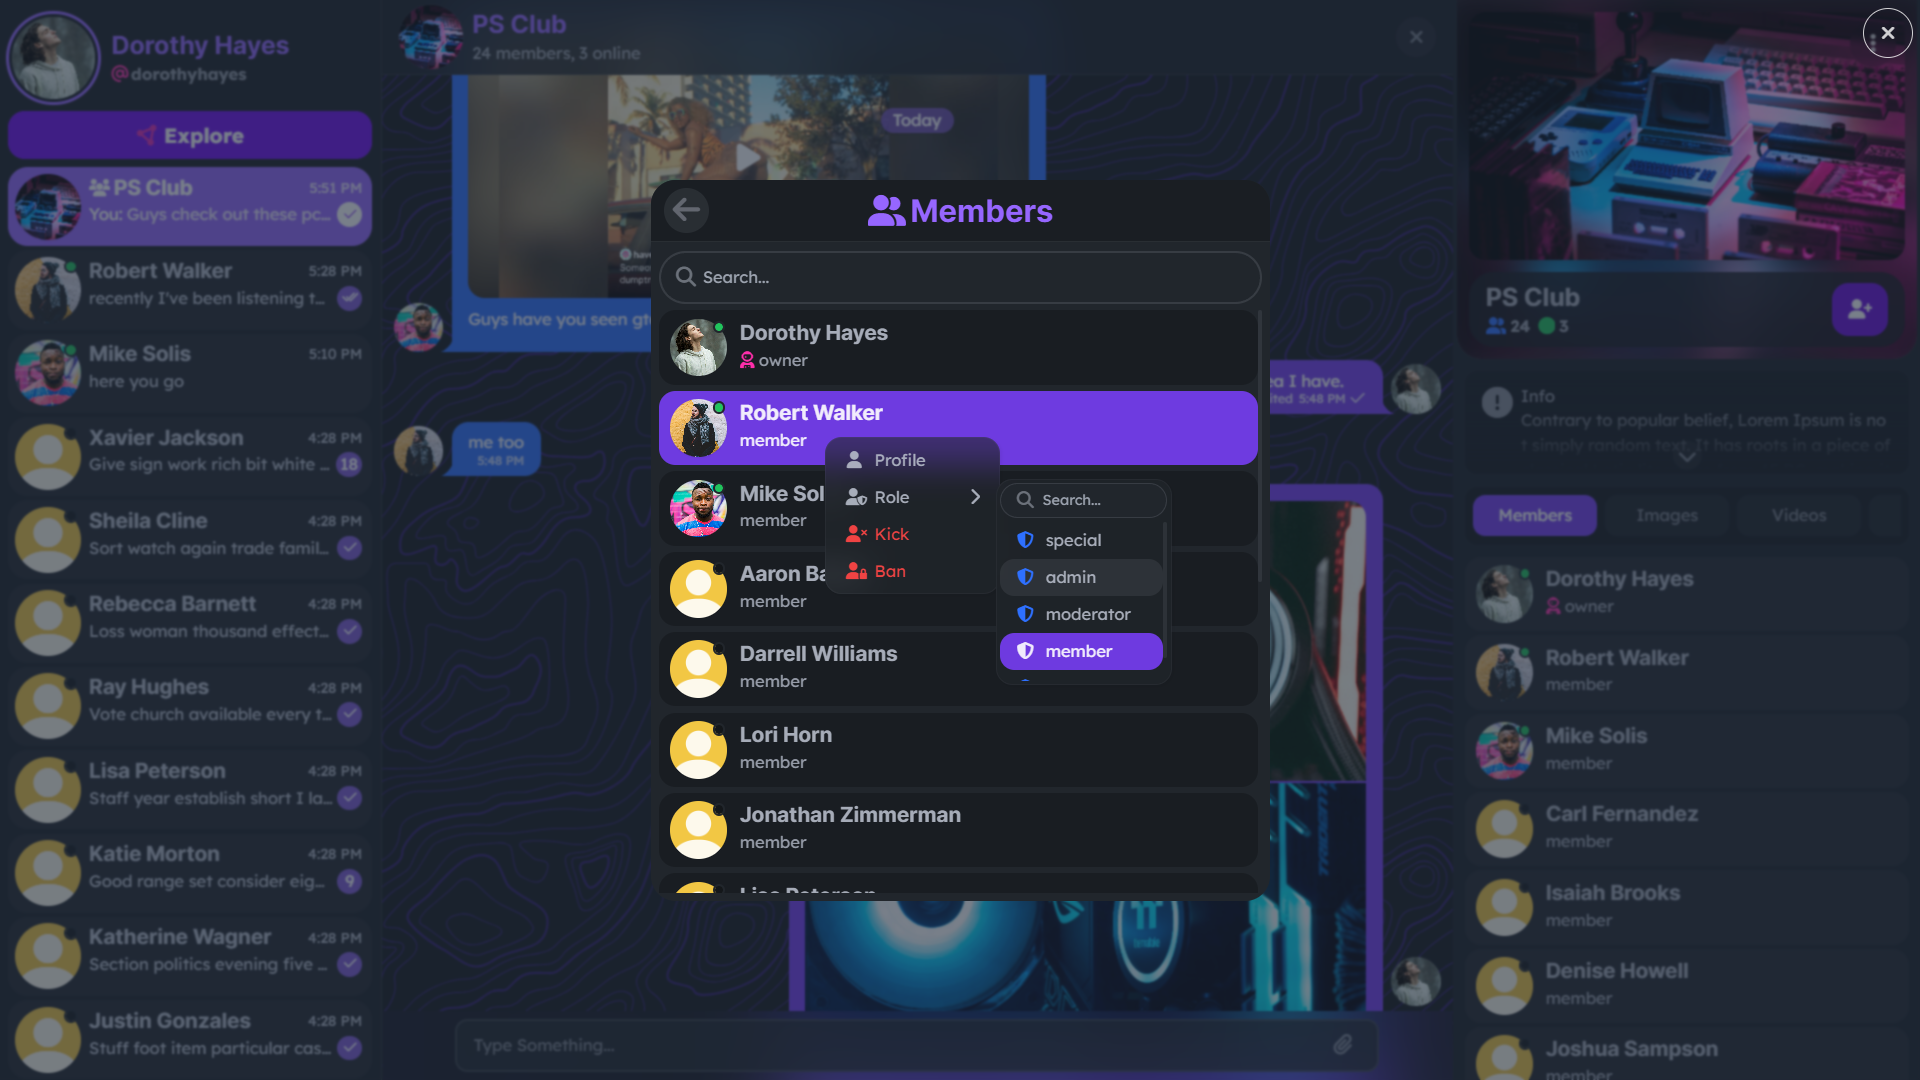 Dorothy Hayes
@dorothyhayes
Explore
PS Club
5:51 PM
You: Guys check out these pc...
Robert Walker
5:28 PM
recently I've been listening t...
Mike Solis
5:10 PM
here you go
Xavier Jackson
4:28 PM
Give sign work rich bit white ...
18
Sheila Cline
4:28 PM
Sort watch again trade famil...
Rebecca Barnett
4:28 PM
Loss woman thousand effect...
Ray Hughes
4:28 PM
Vote church available every t...
Lisa Peterson
4:28 PM
Staff year establish short I la...
Katie Morton
4:28 PM
Good range set consider eig...
9
Katherine Wagner
4:28 PM
Section politics evening five ...
Justin Gonzales
4:28 PM
Stuff foot item particular cas...
PS Club
24 members, 3 online
Today
Guys have you seen
me too
5:48 PM
I have.
5:48 PM
Type Something...
Members
Search...
Dorothy Hayes
owner
Robert Walker
member
Mike Sol
member
Aaron Ba
member
Darrell Williams
member
Lori Horn
member
Jonathan Zimmerman
member
Lisa Peterson
Profile
Role
Kick
Ban
Search...
special
admin
moderator
member
PS Club
24 3
Info
Contrary to popular belief, Lorem Ipsum is no
t simply random text. It has roots in a piece of
Members
Images
Videos
Dorothy Hayes
owner
Robert Walker
member
Mike Solis
member
Carl Fernandez
member
Isaiah Brooks
member
Denise Howell
member
Joshua Sampson
member